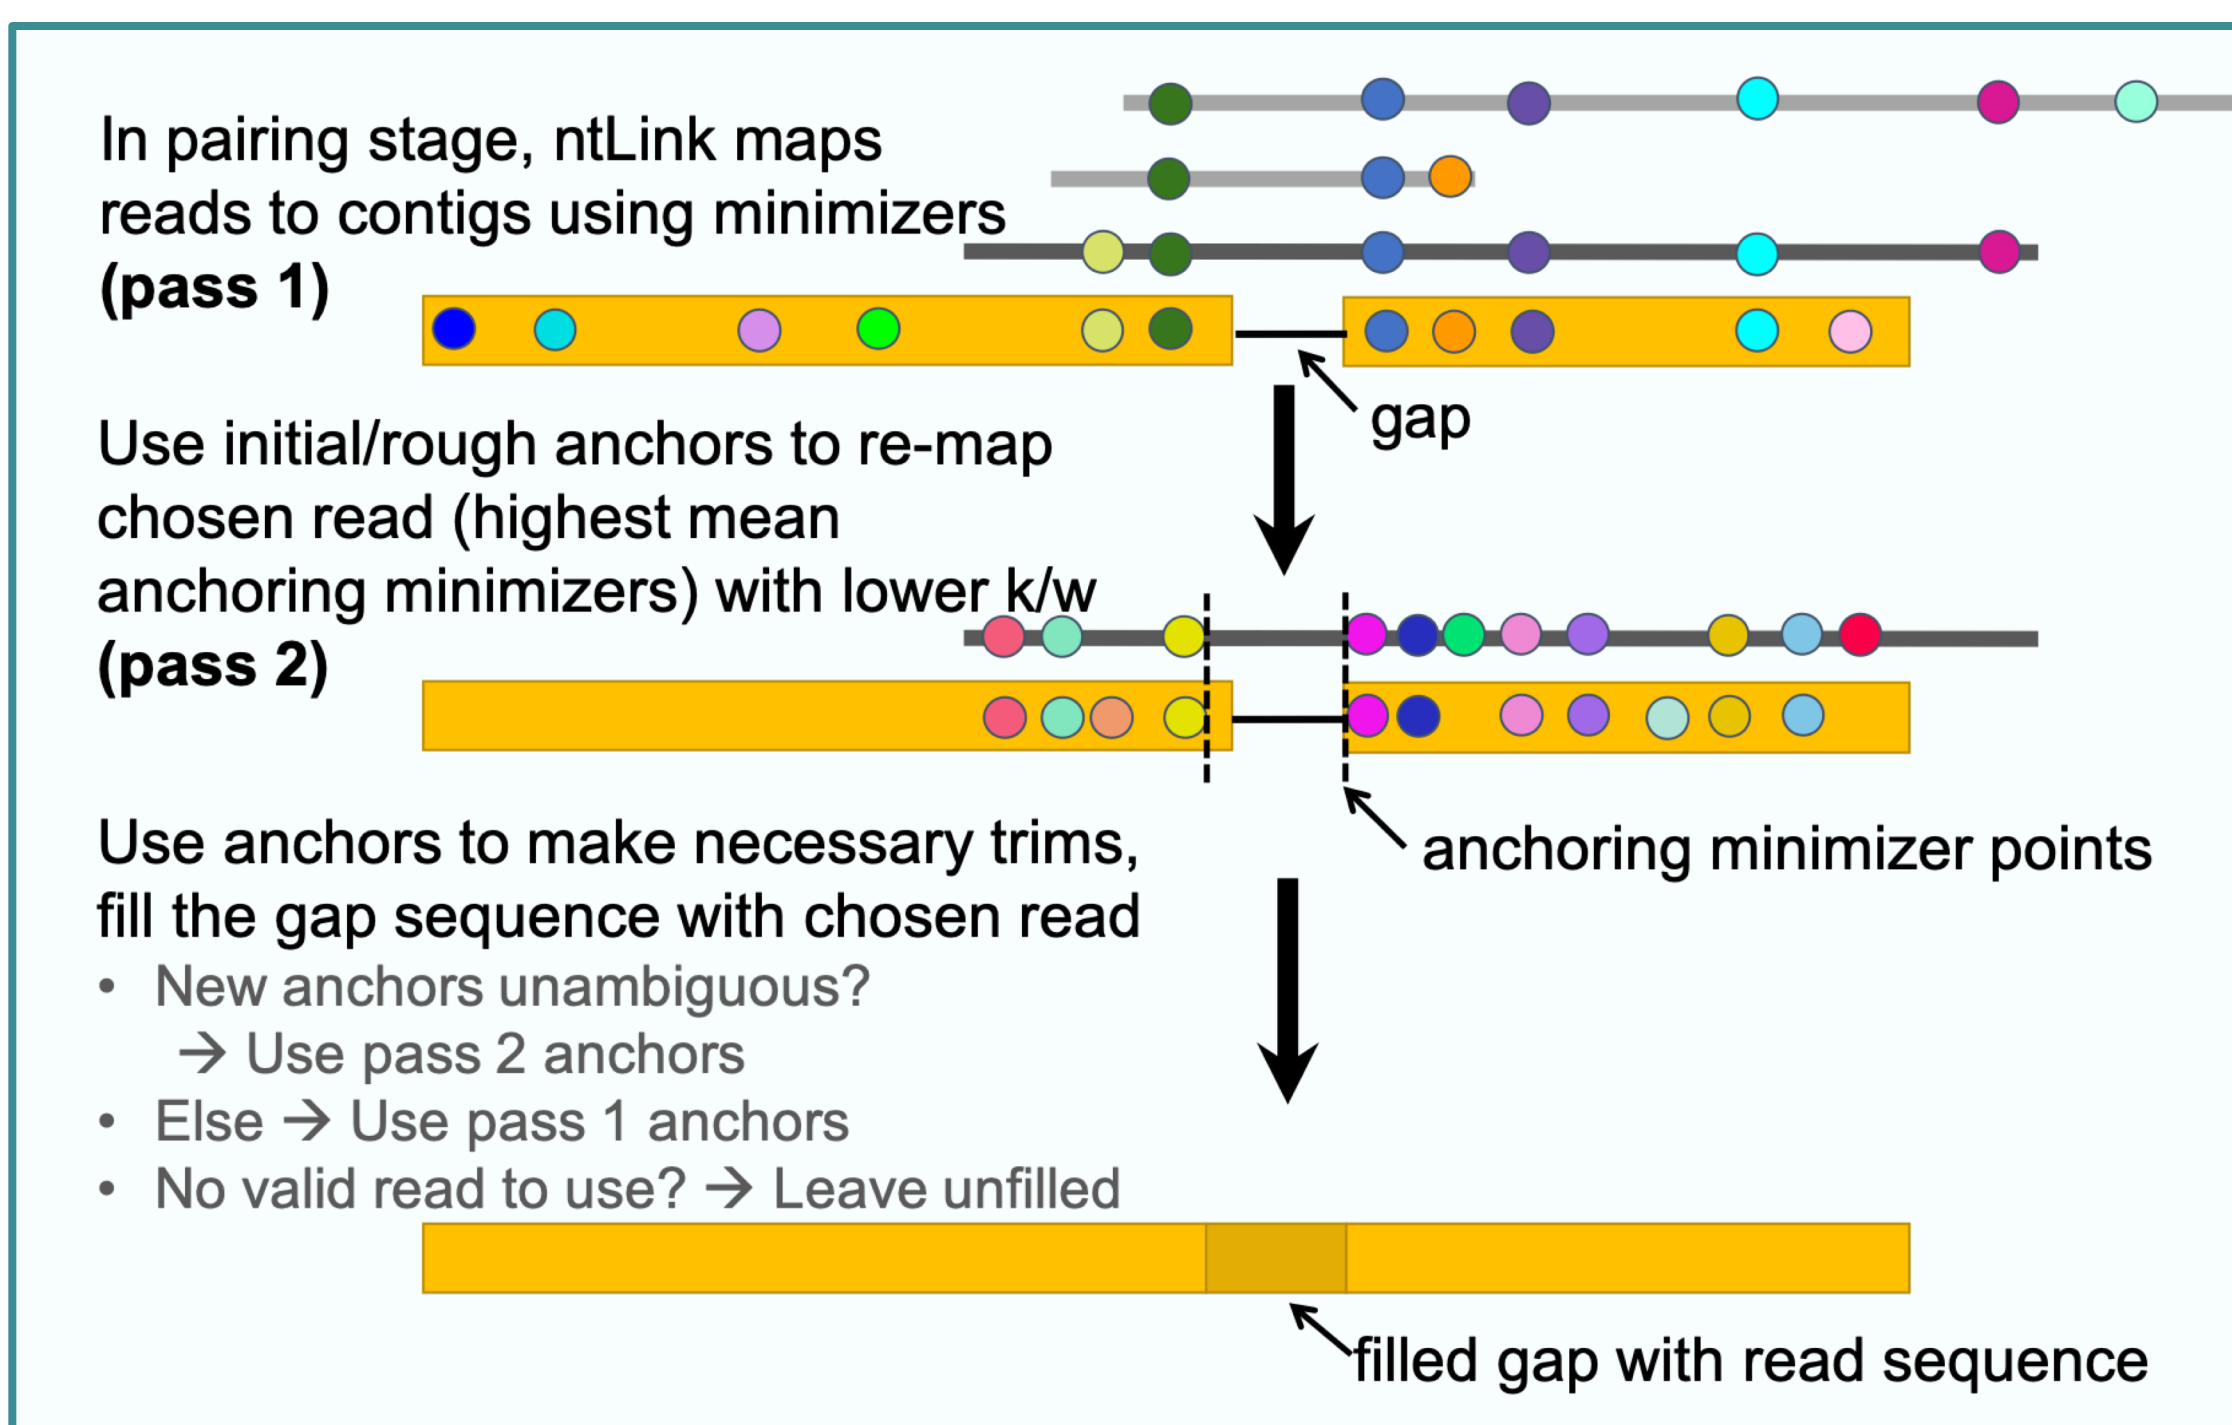 In pairing stage, ntLink maps
reads to contigs using minimizers
(pass 1)
gap
Use initial/rough anchors to re-map
chosen read (highest mean
anchoring minimizers) with lower k/w
(pass 2)
anchoring minimizer points
Use anchors to make necessary trims,
fill the gap sequence with chosen read
• New anchors unambiguous?
→ Use pass 2 anchors
• Else → Use pass 1 anchors
• No valid read to use? → Leave unfilled
filled gap with read sequence